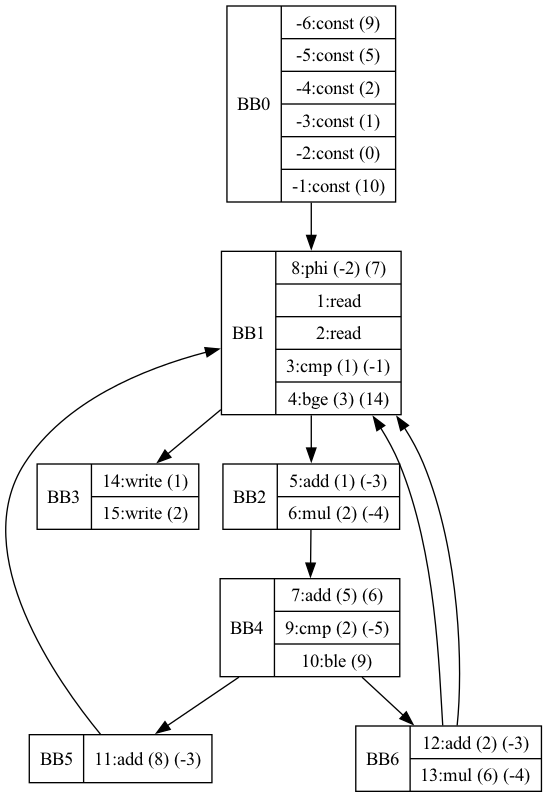 BB0
-6:const (9)
-5:const (5)
-4:const (2)
-3:const (1)
-2:const (0)
-1:const (10)
BB1
8:phi (-2) (7)
1:read
2:read
3:cmp (1) (-1)
4:bge (3) (14)
BB3
14:write (1)
15:write (2)
BB2
5:add (1) (-3)
6:mul (2) (-4)
BB4
7:add (5) (6)
9:cmp (2) (-5)
10:ble (9)
BB5
11:add (8) (-3)
BB6
12:add (2) (-3)
13:mul (6) (-4)